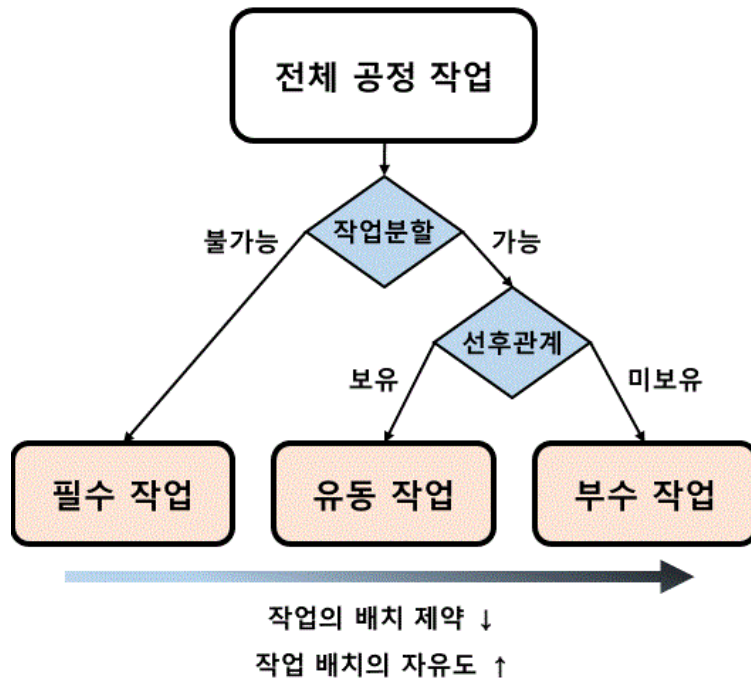 전체 공정 작업
작업분할
불가능
가능
선후관계
보유
미보유
필수 작업
유동 작업
부수 작업
작업의 배치 제약 ↓
작업 배치의 자유도 ↑